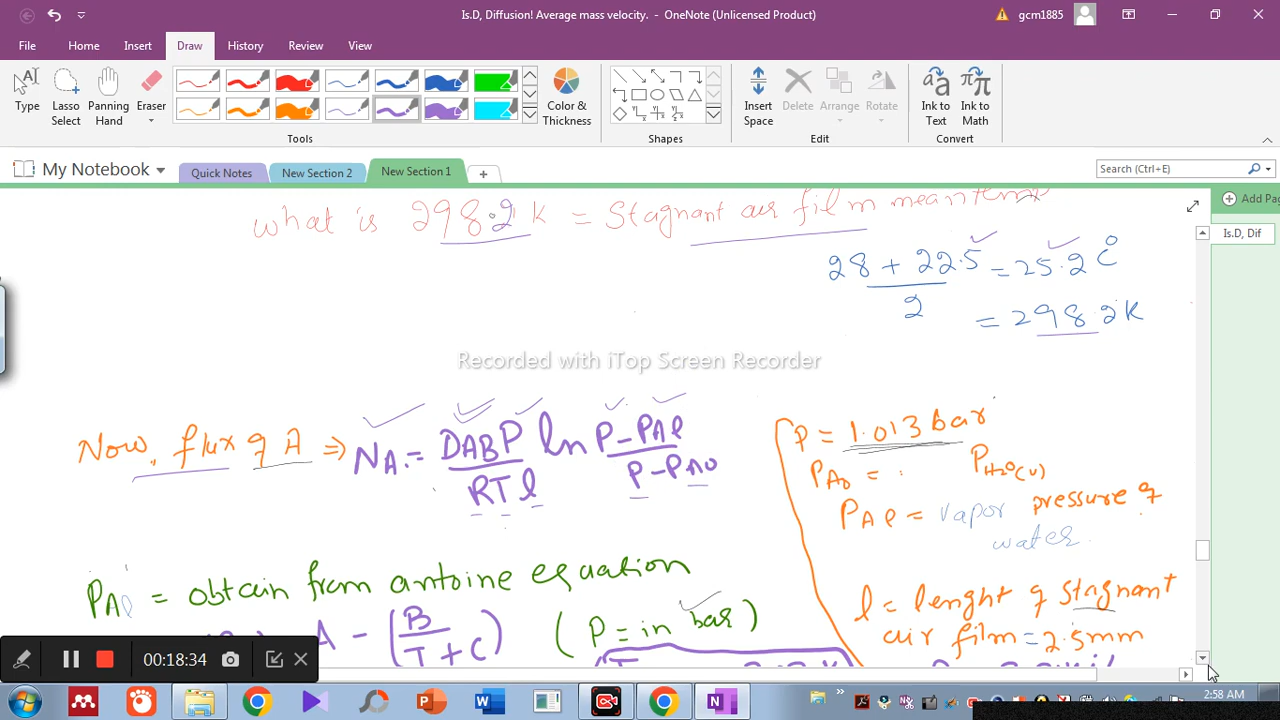 Is.D, Diffusion! Average mass velocity. - OneNote (Unlicensed Product)
gcm1885
File Home Insert Draw History Review View
Type
Lasso Select
Panning Hand
Eraser
Color & Thickness
Insert Space
Delete
Arrange
Rotate
Ink to Text
Ink to Math
Tools
Shapes
Edit
Convert
My Notebook
Quick Notes
New Section 2
New Section 1
Search (Ctrl+E)
Add Pag
Is.D, Dif
what is 298.2 K = Stagnant air film
28 + 22.5 / 2 = 25.2 °C
= 298.2 K
Recorded with iTop Screen Recorder
Now, flux of A ⇒ NA = DAB P / RTl ln P - PAl / P - PA0
P = 1.013 bar
PA0 = PH2O(v)
PAl = vapor pressure of water.
l = lenght of stagnant air film = 2.5mm
PAl = obtain from antoine equation
A - (B / T + C) (P = in bar)
00:18:34
2:58 AM